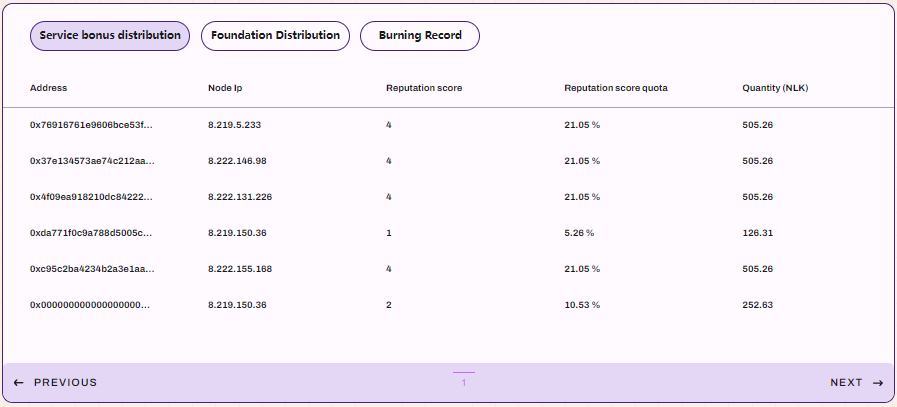 Service bonus distribution Foundation Distribution Burning Record
Address Node Ip Reputation score Reputation score quota Quantity (NLK)
0x76916761e9606bce53f... 8.219.5.233 4 21.05 % 505.26
0x37e134573ae74c212aa... 8.222.146.98 4 21.05 % 505.26
0x4f09ea918210dc84222... 8.222.131.226 4 21.05 % 505.26
0xda771f0c9a788d5005c... 8.219.150.36 1 5.26 % 126.31
0xc95c2ba4234b2a3e1aa... 8.222.155.168 4 21.05 % 505.26
0x000000000000000000... 8.219.150.36 2 10.53 % 252.63
← PREVIOUS 1 NEXT →